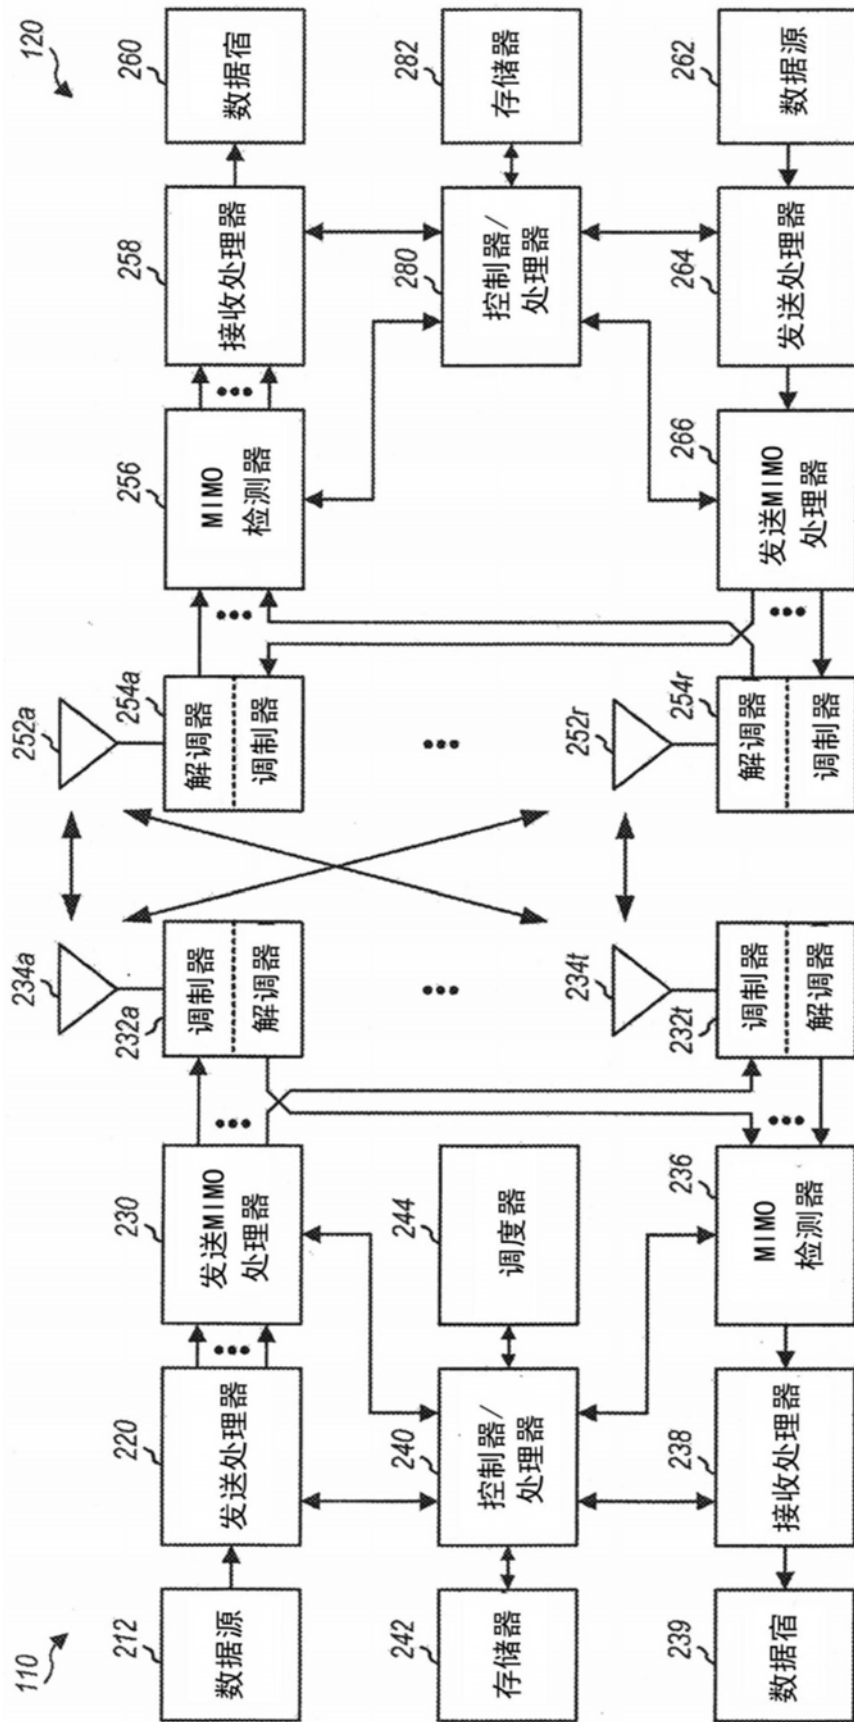 110
120
234a
252a
212
220
230
232a
254a
256
258
260
数据源
发送处理器
发送MIMO
处理器
调制器
解调器
解调器
调制器
MIMO
检测器
接收处理器
数据宿
242
240
244
280
282
存储器
控制器/
处理器
调度器
控制器/
处理器
存储器
234t
252r
239
238
236
232t
254r
266
264
262
数据宿
接收处理器
MIMO
检测器
调制器
解调器
解调器
调制器
发送MIMO
处理器
发送处理器
数据源